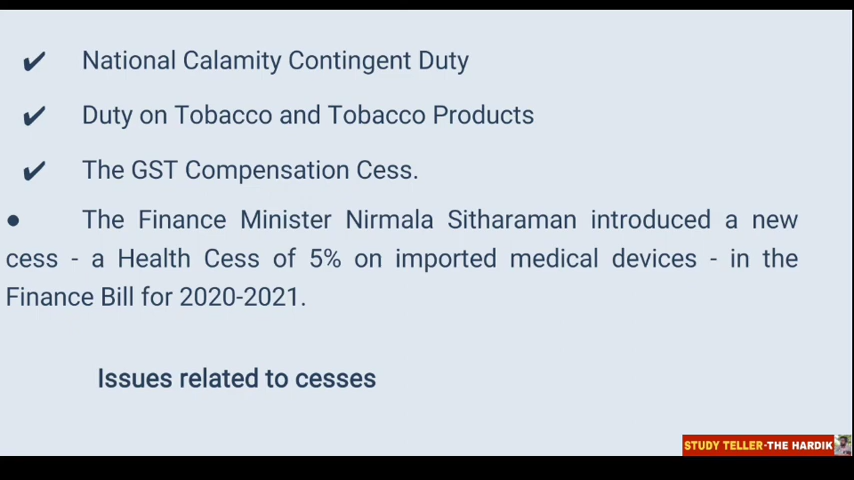 ✔ National Calamity Contingent Duty
✔ Duty on Tobacco and Tobacco Products
✔ The GST Compensation Cess.
● The Finance Minister Nirmala Sitharaman introduced a new
cess - a Health Cess of 5% on imported medical devices - in the
Finance Bill for 2020-2021.
Issues related to cesses
STUDY TELLER-THE HARDIK